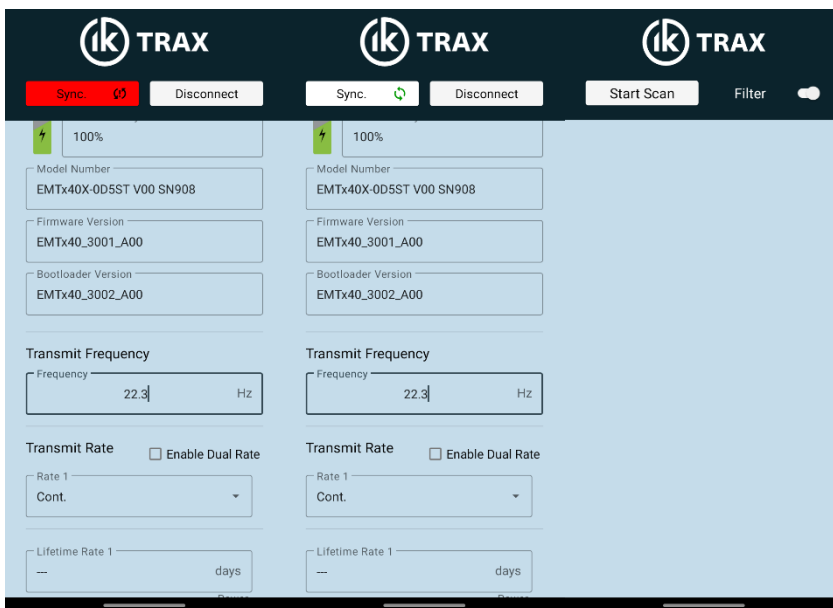 ik TRAX
Sync. Disconnect
100%
Model Number
EMTx40X-0D5ST V00 SN908
Firmware Version
EMTx40_3001_A00
Bootloader Version
EMTx40_3002_A00
Transmit Frequency
Frequency
22.3 Hz
Transmit Rate Enable Dual Rate
Rate 1
Cont.
Lifetime Rate 1
--- days
ik TRAX
Sync. Disconnect
100%
Model Number
EMTx40X-0D5ST V00 SN908
Firmware Version
EMTx40_3001_A00
Bootloader Version
EMTx40_3002_A00
Transmit Frequency
Frequency
22.3 Hz
Transmit Rate Enable Dual Rate
Rate 1
Cont.
Lifetime Rate 1
--- days
ik TRAX
Start Scan Filter